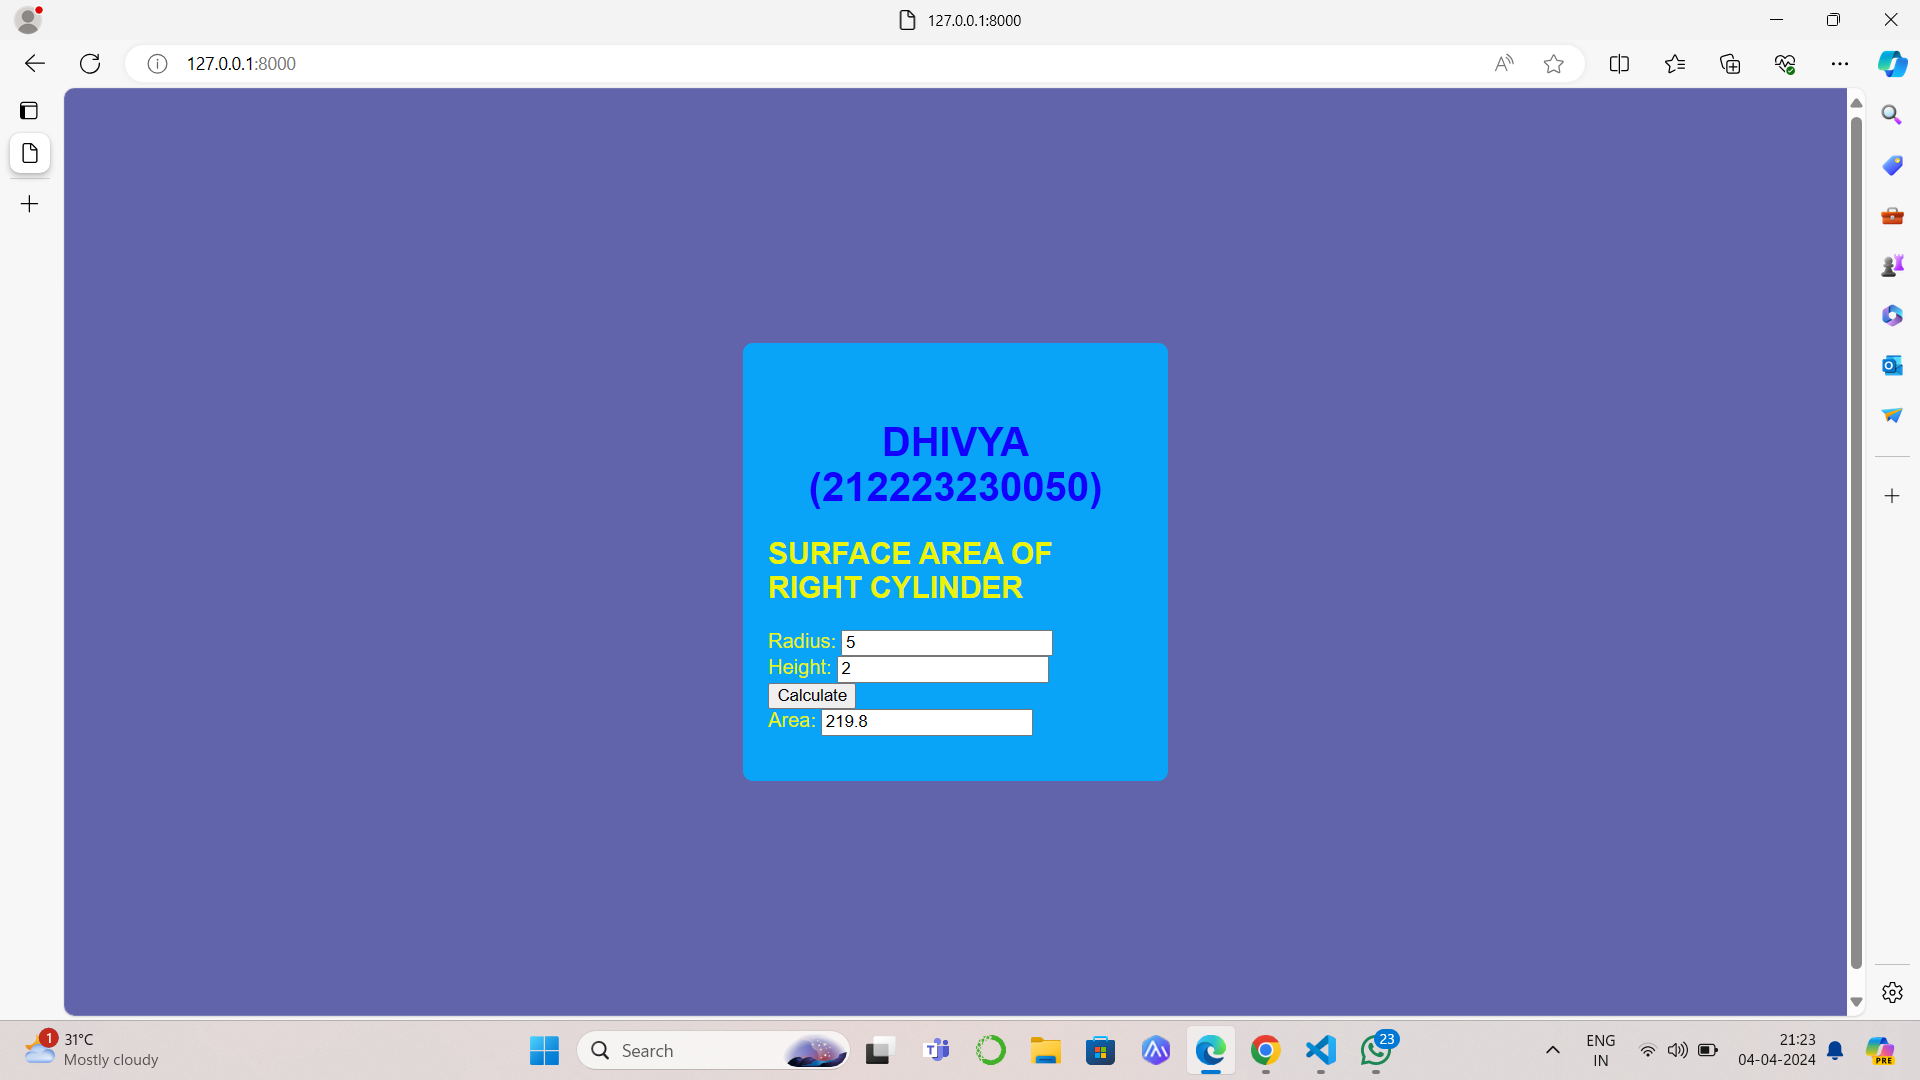 127.0.0.1:8000
127.0.0.1:8000
DHIVYA
(212223230050)
SURFACE AREA OF
RIGHT CYLINDER
Radius: 5
Height: 2
Calculate
Area: 219.8
1
31°C
Mostly cloudy
Search
23
ENG
IN
21:23
04-04-2024
PRE